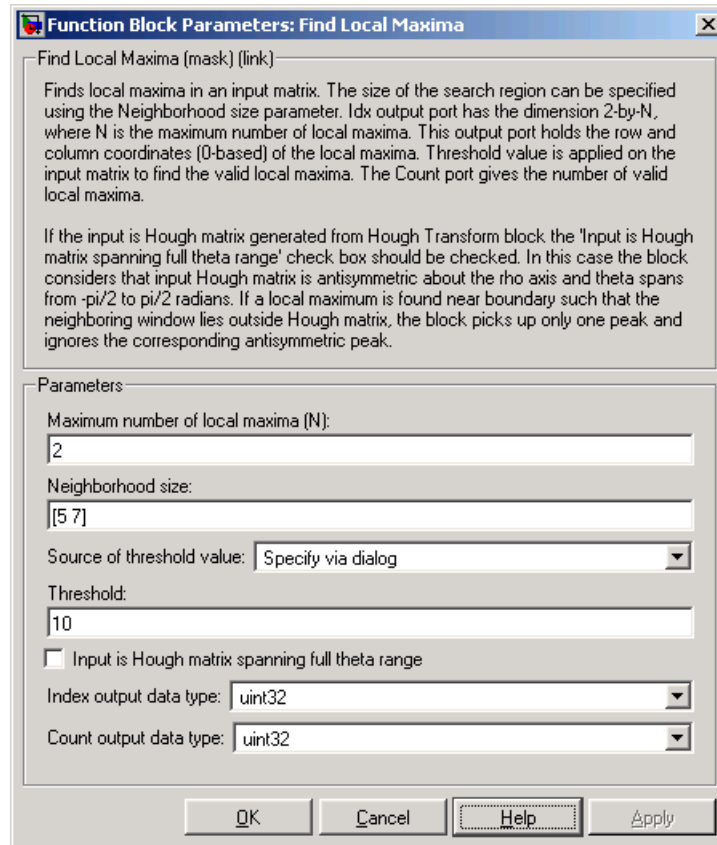 Function Block Parameters: Find Local Maxima
Find Local Maxima (mask) (link)
Finds local maxima in an input matrix. The size of the search region can be specified
using the Neighborhood size parameter. Idx output port has the dimension 2-by-N,
where N is the maximum number of local maxima. This output port holds the row and
column coordinates (0-based) of the local maxima. Threshold value is applied on the
input matrix to find the valid local maxima. The Count port gives the number of valid
local maxima.
If the input is Hough matrix generated from Hough Transform block the 'Input is Hough
matrix spanning full theta range' check box should be checked. In this case the block
considers that input Hough matrix is antisymmetric about the rho axis and theta spans
from -pi/2 to pi/2 radians. If a local maximum is found near boundary such that the
neighboring window lies outside Hough matrix, the block picks up only one peak and
ignores the corresponding antisymmetric peak.
Parameters
Maximum number of local maxima (N):
2
Neighborhood size:
[5 7]
Source of threshold value: Specify via dialog
Threshold:
10
Input is Hough matrix spanning full theta range
Index output data type: uint32
Count output data type: uint32
OK Cancel Help Apply